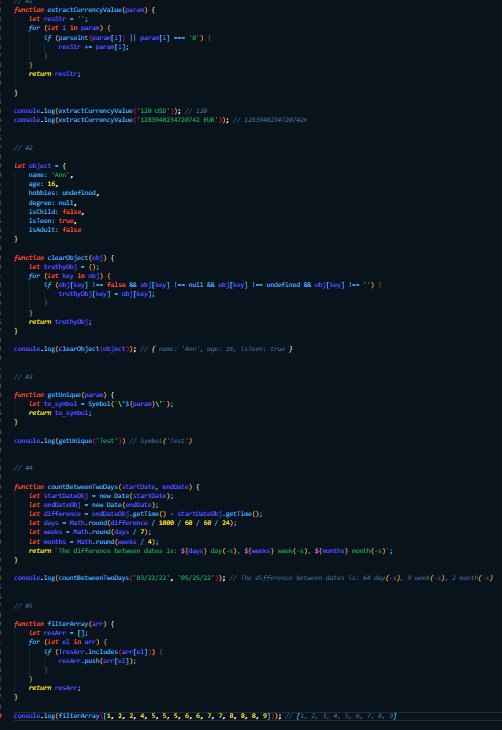 // #1
function extractCurrencyValue(param) {
let resStr = '';
for (let i in param) {
if (parseInt(param[i]) || param[i] === '0') {
resStr += param[i];
}
}
return resStr;
}
console.log(extractCurrencyValue('120 USD')); // 120
console.log(extractCurrencyValue('1283948234720742 EUR')); // 1283948234720742n
// #2
let object = {
name: 'Ann',
age: 16,
hobbies: undefined,
degree: null,
isChild: false,
isTeen: true,
isAdult: false
}
function clearObject(obj) {
let truthyObj = {};
for (let key in obj) {
if (obj[key] !== false && obj[key] !== null && obj[key] !== undefined && obj[key] !== '') {
truthyObj[key] = obj[key];
}
}
return truthyObj;
}
console.log(clearObject(object)); // { name: 'Ann', age: 16, isTeen: true }
// #3
function getUnique(param) {
let to_symbol = Symbol(`\'${param}\'`);
return to_symbol;
}
console.log(getUnique('Test')) // Symbol('Test')
// #4
function countBetweenTwoDays(startDate, endDate) {
let startDateObj = new Date(startDate);
let endDateObj = new Date(endDate);
let difference = endDateObj.getTime() - startDateObj.getTime();
let days = Math.round(difference / 1000 / 60 / 60 / 24);
let weeks = Math.round(days / 7);
let months = Math.round(weeks / 4);
return `The difference between dates is: ${days} day(-s), ${weeks} week(-s), ${months} month(-s)`;
}
console.log(countBetweenTwoDays('03/22/22', '05/25/22')); // The difference between dates is: 64 day(-s), 9 week(-s), 2 month(-s)
// #5
function filterArray(arr) {
let resArr = [];
for (let el in arr) {
if (!resArr.includes(arr[el])) {
resArr.push(arr[el]);
}
}
return resArr;
}
console.log(filterArray([1, 2, 2, 4, 5, 5, 5, 6, 6, 7, 7, 8, 8, 8, 9])); // [1, 2, 3, 4, 5, 6, 7, 8, 9]